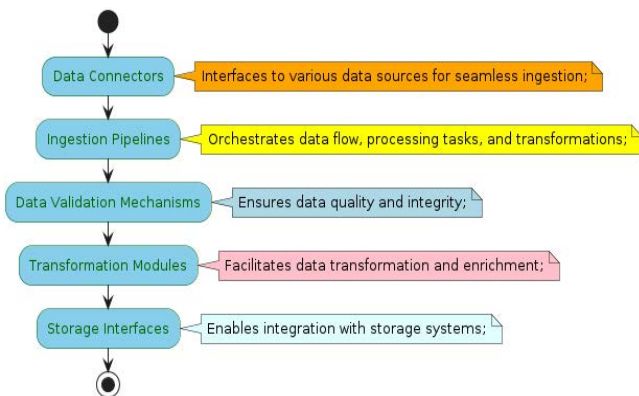 Data Connectors
Interfaces to various data sources for seamless ingestion;
Ingestion Pipelines
Orchestrates data flow, processing tasks, and transformations;
Data Validation Mechanisms
Ensures data quality and integrity;
Transformation Modules
Facilitates data transformation and enrichment;
Storage Interfaces
Enables integration with storage systems;